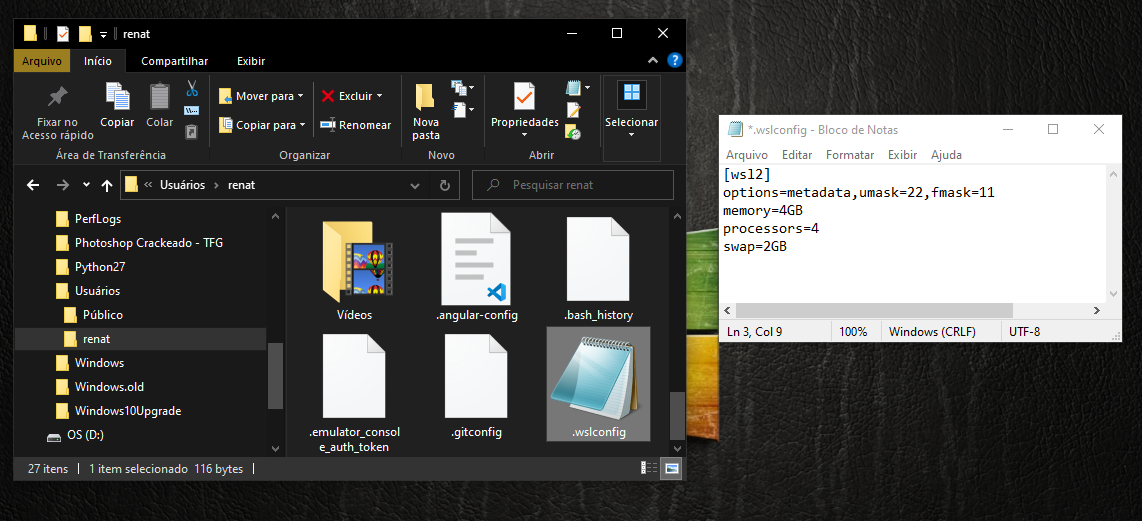 renat
Arquivo Início Compartilhar Exibir
Fixar no Acesso rápido
Copiar
Colar
Área de Transferência
Mover para
Copiar para
Excluir
Renomear
Organizar
Nova pasta
Novo
Propriedades
Abrir
Selecionar
« Usuários > renat
Pesquisar renat
PerfLogs
Photoshop Crackeado - TFG
Python27
Usuários
Público
renat
Windows
Windows.old
Windows10Upgrade
OS (D:)
Vídeos
.angular-config
.bash_history
.emulator_consol
e_auth_token
.gitconfig
.wslconfig
27 itens 1 item selecionado 116 bytes
*.wslconfig - Bloco de Notas
Arquivo Editar Formatar Exibir Ajuda
[wsl2]
options=metadata,umask=22,fmask=11
memory=4GB
processors=4
swap=2GB
Ln 3, Col 9 100% Windows (CRLF) UTF-8